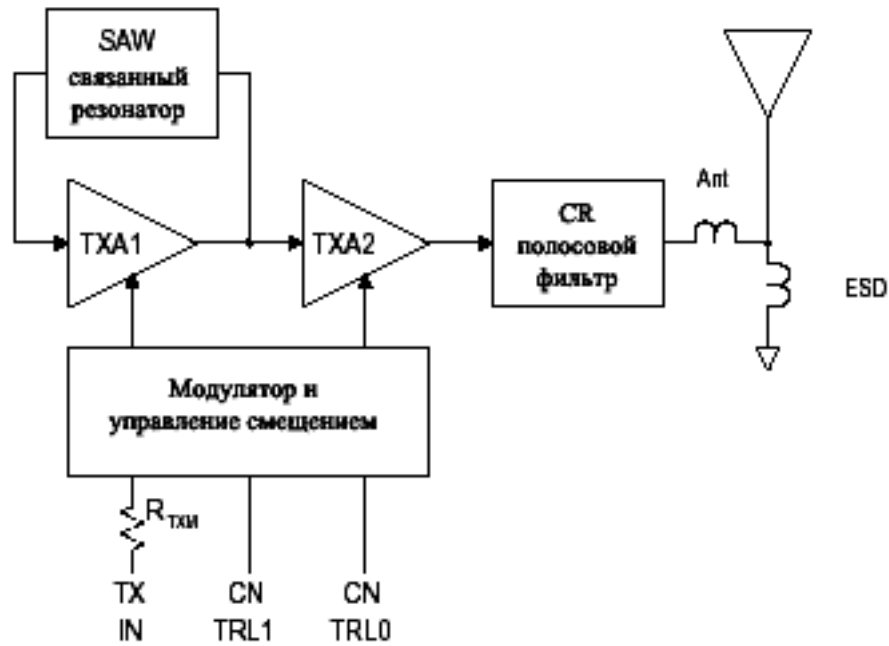 SAW
связанный
резонатор
TXA1
TXA2
CR
полосовой
фильтр
Ant
ESD
Модулятор и
управление смещением
R ТХМ
TX
IN
CN
TRL1
CN
TRL0